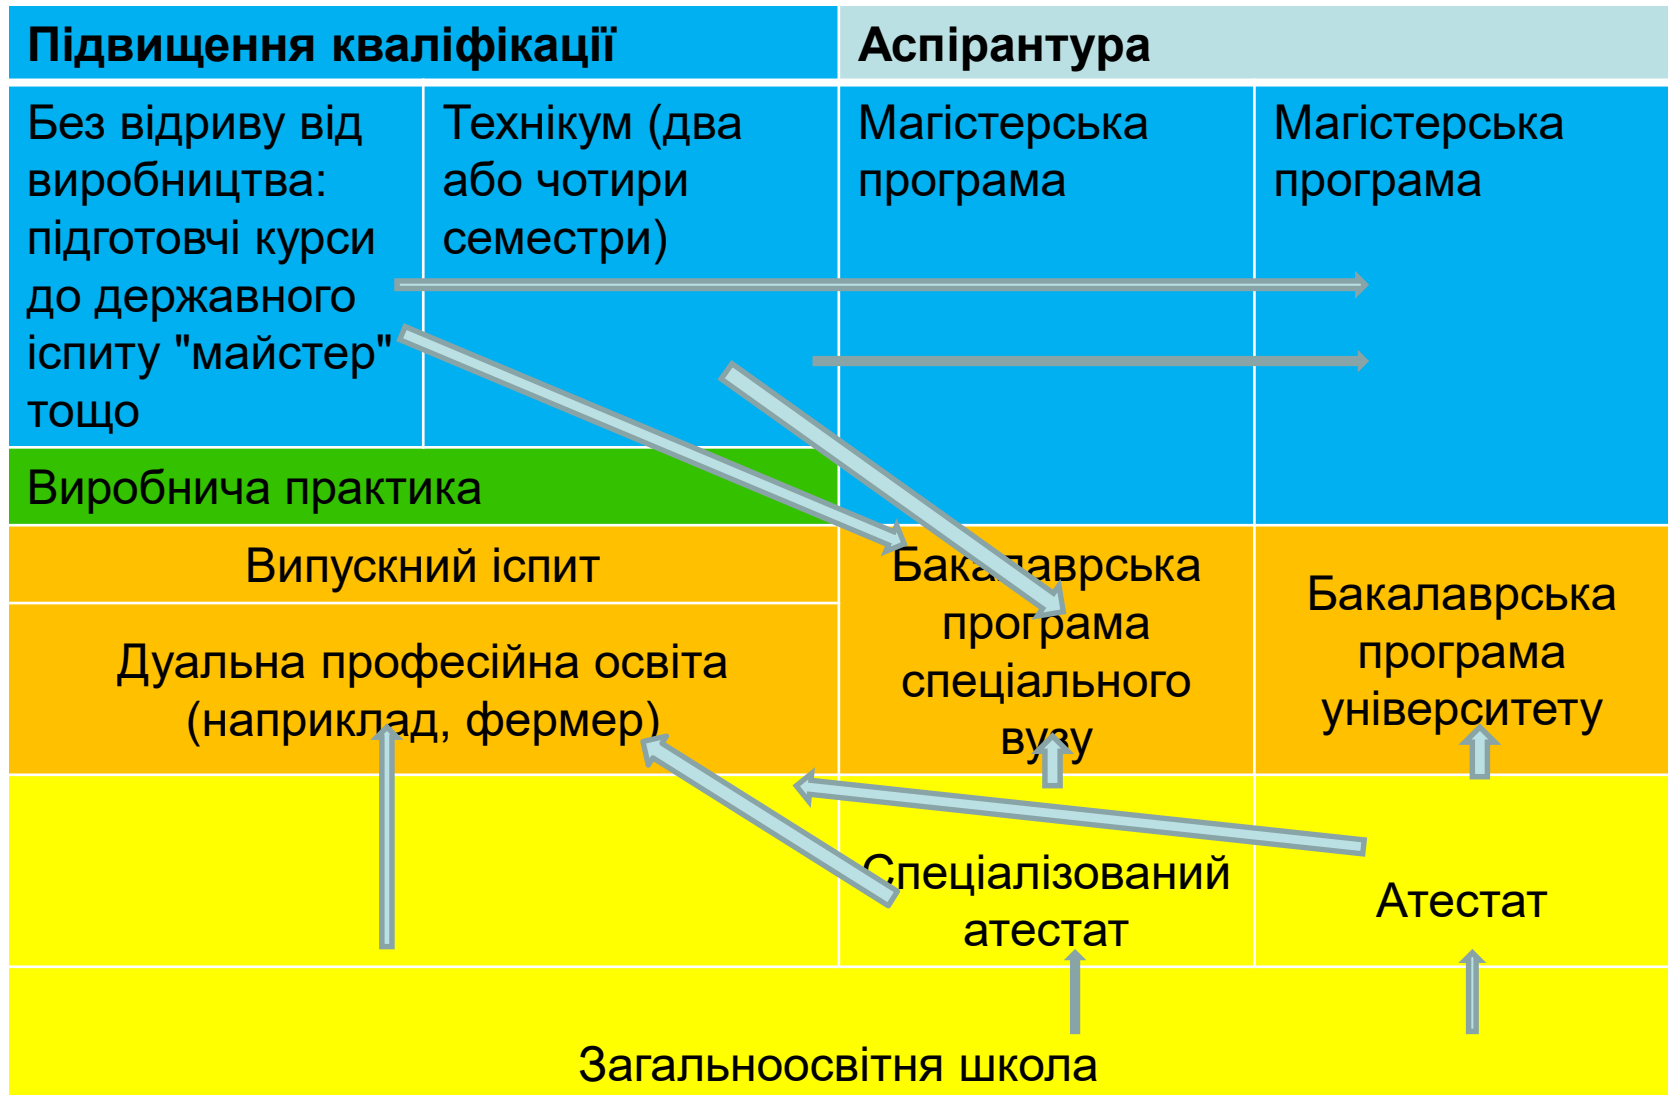 Підвищення кваліфікації
Аспірантура
Без відриву від
виробництва:
підготовчі курси
до державного
іспиту "майстер"
тощо
Технікум (два
або чотири
семестри)
Магістерська
програма
Магістерська
програма
Виробнича практика
Випускний іспит
Бакалаврська
програма
спеціального
вузу
Бакалаврська
програма
університету
Дуальна професійна освіта
(наприклад, фермер)
Спеціалізований
атестат
Атестат
Загальноосвітня школа